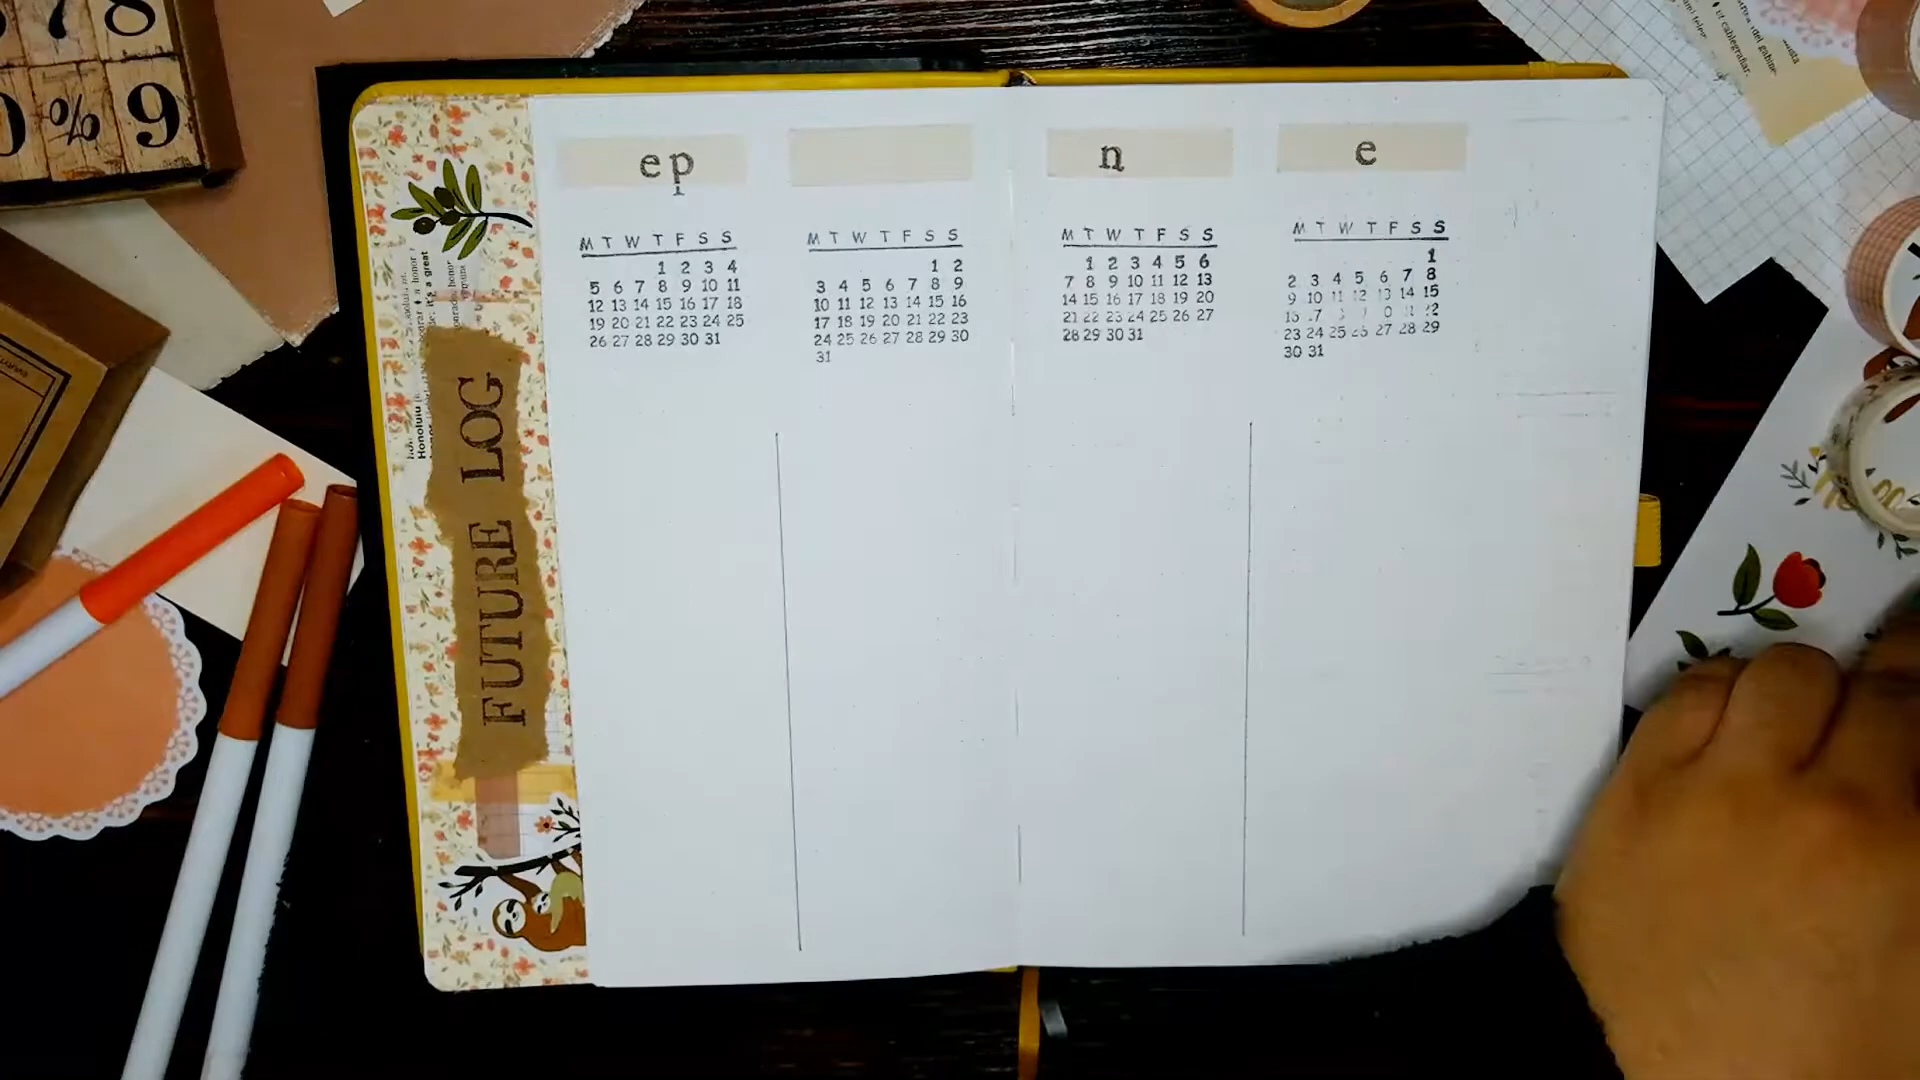 7 8
% 9
ep
n
e
FUTURE LOG
Honolulu
it's a great
ut cablegrafiar.
M T W T F S S
1 2 3 4
5 6 7 8 9 10 11
12 13 14 15 16 17 18
19 20 21 22 23 24 25
26 27 28 29 30 31
M T W T F S S
1 2
3 4 5 6 7 8 9
10 11 12 13 14 15 16
17 18 19 20 21 22 23
24 25 26 27 28 29 30
31
M T W T F S S
1 2 3 4 5 6
7 8 9 10 11 12 13
14 15 16 17 18 19 20
21 22 23 24 25 26 27
28 29 30 31
M T W T F S S
1
2 3 4 5 6 7 8
9 10 11 12 13 14 15
23 24 25 26 27 28 29
30 31